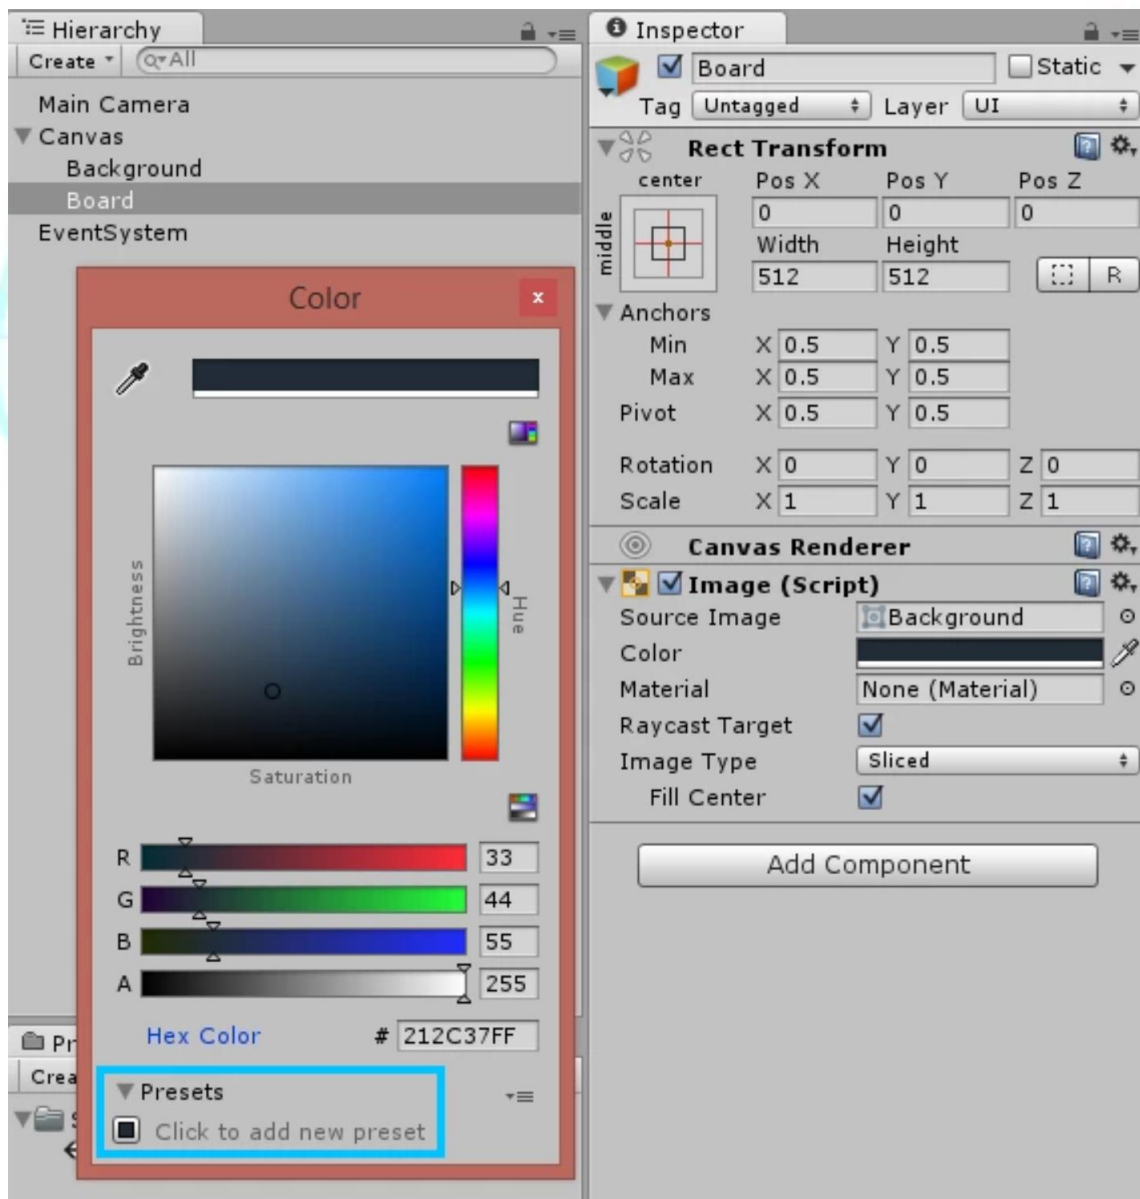 Hierarchy
Create
All
Main Camera
Canvas
Background
Board
EventSystem
Color
x
Brightness
Hue
Saturation
R 33
G 44
B 55
A 255
Hex Color # 212C37FF
Presets
Click to add new preset
Pr
Crea
Inspector
Board Static
Tag Untagged Layer UI
Rect Transform
center Pos X Pos Y Pos Z
middle
0 0 0
Width Height
512 512 R
Anchors
Min X 0.5 Y 0.5
Max X 0.5 Y 0.5
Pivot X 0.5 Y 0.5
Rotation X 0 Y 0 Z 0
Scale X 1 Y 1 Z 1
Canvas Renderer
Image (Script)
Source Image Background
Color
Material None (Material)
Raycast Target
Image Type Sliced
Fill Center
Add Component